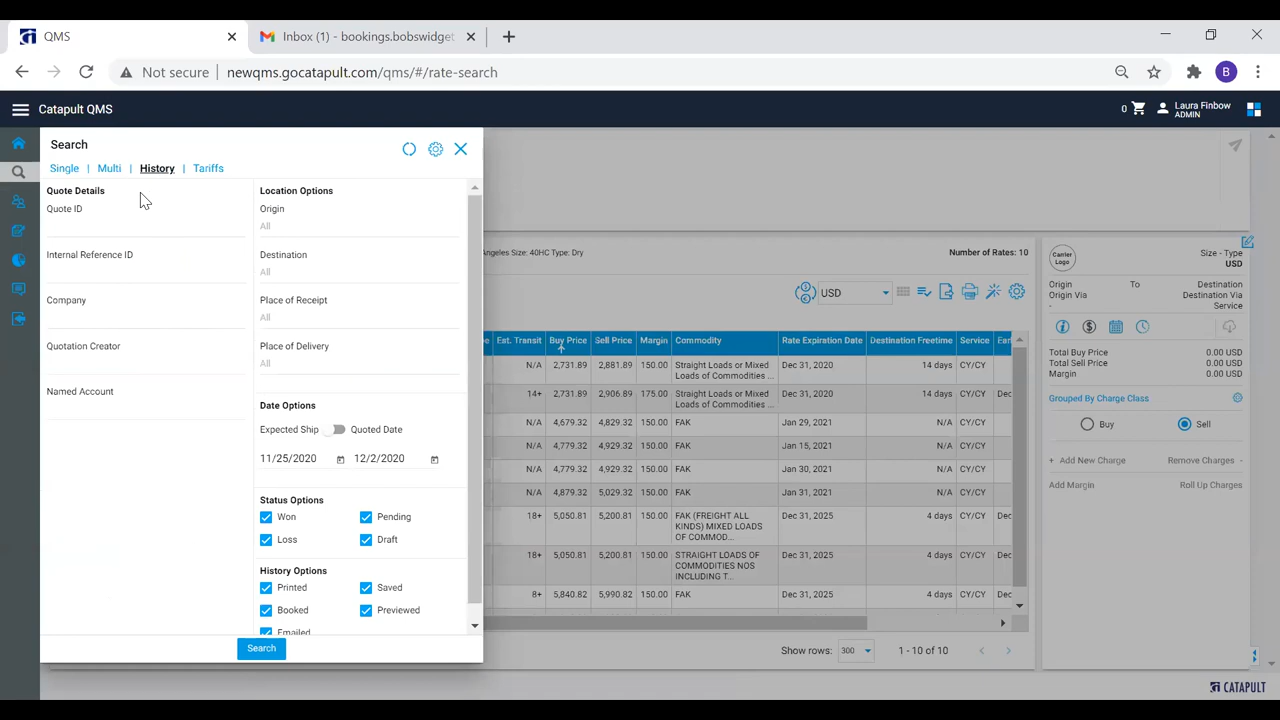 QMS
Inbox (1) - bookings.bobswidget
Not secure
newqms.gocatapult.com/qms/#/rate-search
B
Catapult QMS
0
Laura Finbow
ADMIN
Search
Single | Multi | History | Tariffs
Quote Details
Quote ID
Internal Reference ID
Company
Quotation Creator
Named Account
Location Options
Origin
All
Destination
All
Place of Receipt
All
Place of Delivery
All
Date Options
Expected Ship Quoted Date
11/25/2020 12/2/2020
Status Options
Won Pending
Loss Draft
History Options
Printed Saved
Booked Previewed
Emailed
Search
Angeles Size: 40HC Type: Dry
Number of Rates: 10
USD
Est. Transit Buy Price Sell Price Margin Commodity Rate Expiration Date Destination Freetime Service
N/A 2,731.89 2,881.89 150.00 Straight Loads or Mixed Loads of Commodities ... Dec 31, 2020 14 days CY/CY
14+ 2,731.89 2,906.89 175.00 Straight Loads or Mixed Loads of Commodities ... Dec 31, 2020 14 days CY/CY Dec
N/A 4,679.32 4,829.32 150.00 FAK Jan 29, 2021 N/A CY/CY
N/A 4,779.32 4,929.32 150.00 FAK Jan 15, 2021 N/A CY/CY
N/A 4,779.32 4,929.32 150.00 FAK Jan 30, 2021 N/A CY/CY
N/A 4,879.32 5,029.32 150.00 FAK Jan 31, 2021 N/A CY/CY
18+ 5,050.81 5,200.81 150.00 FAK (FREIGHT ALL KINDS) MIXED LOADS OF COMMOD... Dec 31, 2025 4 days CY/CY Dec
18+ 5,050.81 5,200.81 150.00 STRAIGHT LOADS OF COMMODITIES NOS INCLUDING T... Dec 31, 2025 4 days CY/CY Dec
8+ 5,840.82 5,990.82 150.00 FAK Dec 31, 2025 4 days CY/CY Dec
Show rows: 300 1 - 10 of 10
Carrier
Logo
Size - Type
USD
Origin To Destination
Origin Via Destination Via
- Service
Total Buy Price 0.00 USD
Total Sell Price 0.00 USD
Margin 0.00 USD
Grouped By Charge Class
Buy Sell
+ Add New Charge Remove Charges -
Add Margin Roll Up Charges
CATAPULT